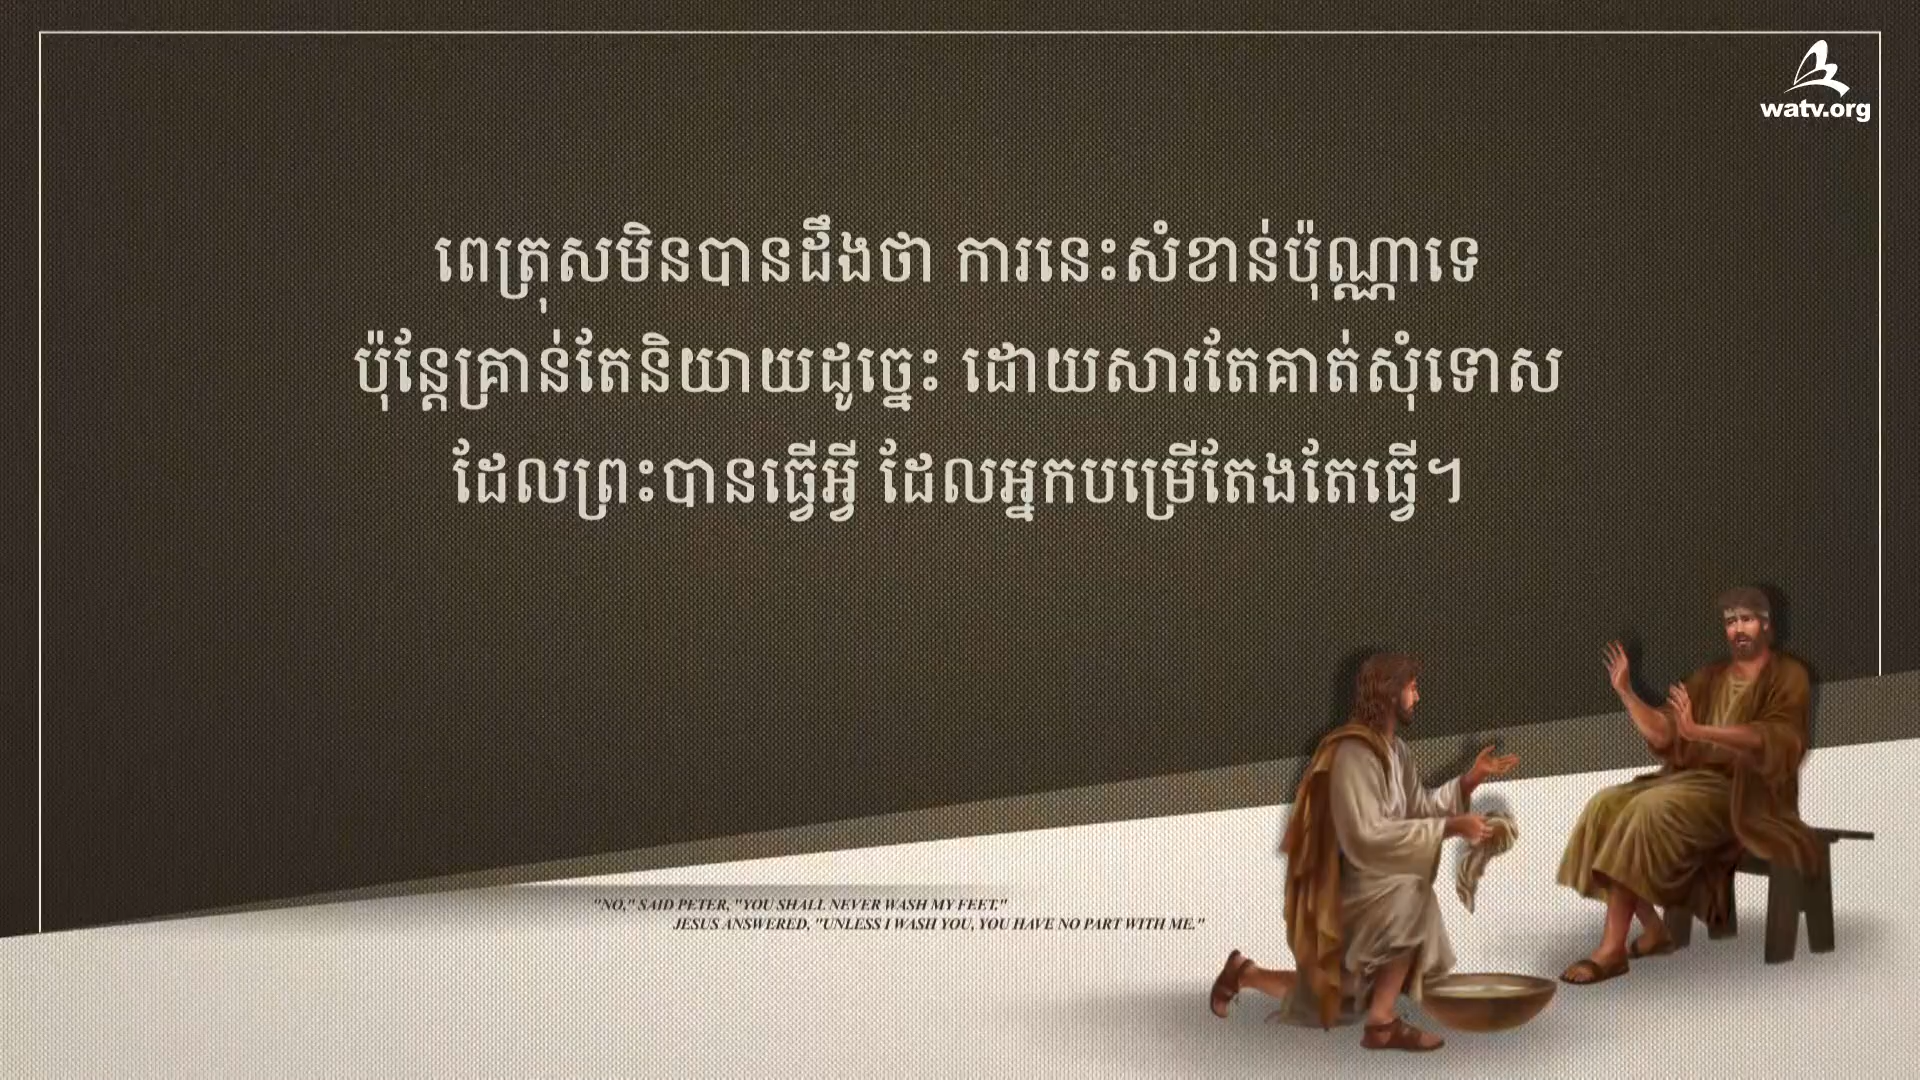 watv.org
ពេត្រុសមិនបានដឹងថា ការនេះសំខាន់ប៉ុណ្ណាទេ
ប៉ុន្តែគ្រាន់តែនិយាយដូច្នេះ ដោយសារតែគាត់សុំទោស
ដែលព្រះបានធ្វើអ្វី ដែលអ្នកបម្រើតែងតែធ្វើ។
"NO," SAID PETER, "YOU SHALL NEVER WASH MY FEET."
JESUS ANSWERED, "UNLESS I WASH YOU, YOU HAVE NO PART WITH ME."